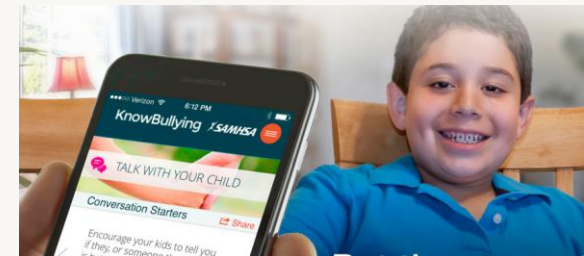 Verizon
6:12 PM
KnowBullying SAMHSA
TALK WITH YOUR CHILD
Conversation Starters
Share
Encourage your kids to tell you
if they, or someone